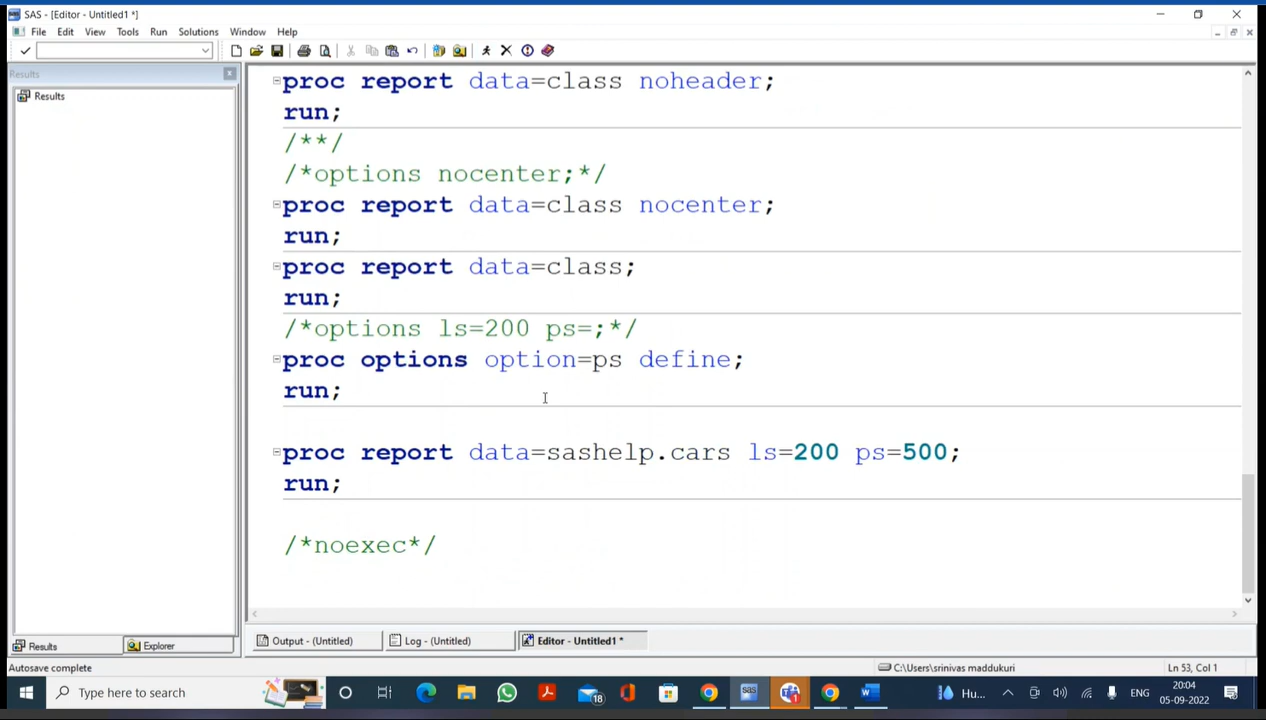 SAS - [Editor - Untitled1 *]
File Edit View Tools Run Solutions Window Help
Results
Results
proc report data=class noheader;
run;
/**/
/*options nocenter;*/
proc report data=class nocenter;
run;
proc report data=class;
run;
/*options ls=200 ps=;*/
proc options option=ps define;
run;
proc report data=sashelp.cars ls=200 ps=500;
run;
/*noexec*/
Results Explorer
Output - (Untitled) Log - (Untitled) Editor - Untitled1 *
Autosave complete C:\Users\srinivas maddukuri Ln 53, Col 1
Type here to search 18 sas 1 Hu... ENG 20:04
05-09-2022